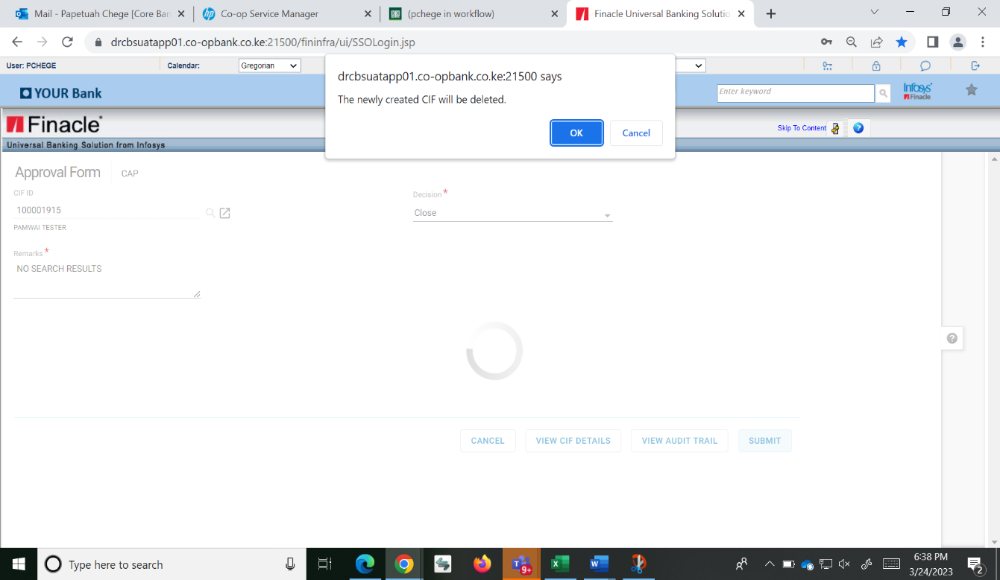 Mail - Papetuah Chege [Core Ban
Co-op Service Manager
(pchege in workflow)
Finacle Universal Banking Solutio
drcbsuatapp01.co-opbank.co.ke:21500/fininfra/ui/SSOLogin.jsp
User: PCHEGE
Calendar:
Gregorian
drcbsuatapp01.co-opbank.co.ke:21500 says
The newly created CIF will be deleted.
OK
Cancel
YOUR Bank
Enter keyword
Infosys
Finacle
Finacle
Skip To Content
Universal Banking Solution from Infosys
Approval Form
CAP
CIF ID
100001915
PAMWAI TESTER
Decision*
Close
Remarks*
NO SEARCH RESULTS
CANCEL
VIEW CIF DETAILS
VIEW AUDIT TRAIL
SUBMIT
Type here to search
9+
6:38 PM
3/24/2023
2